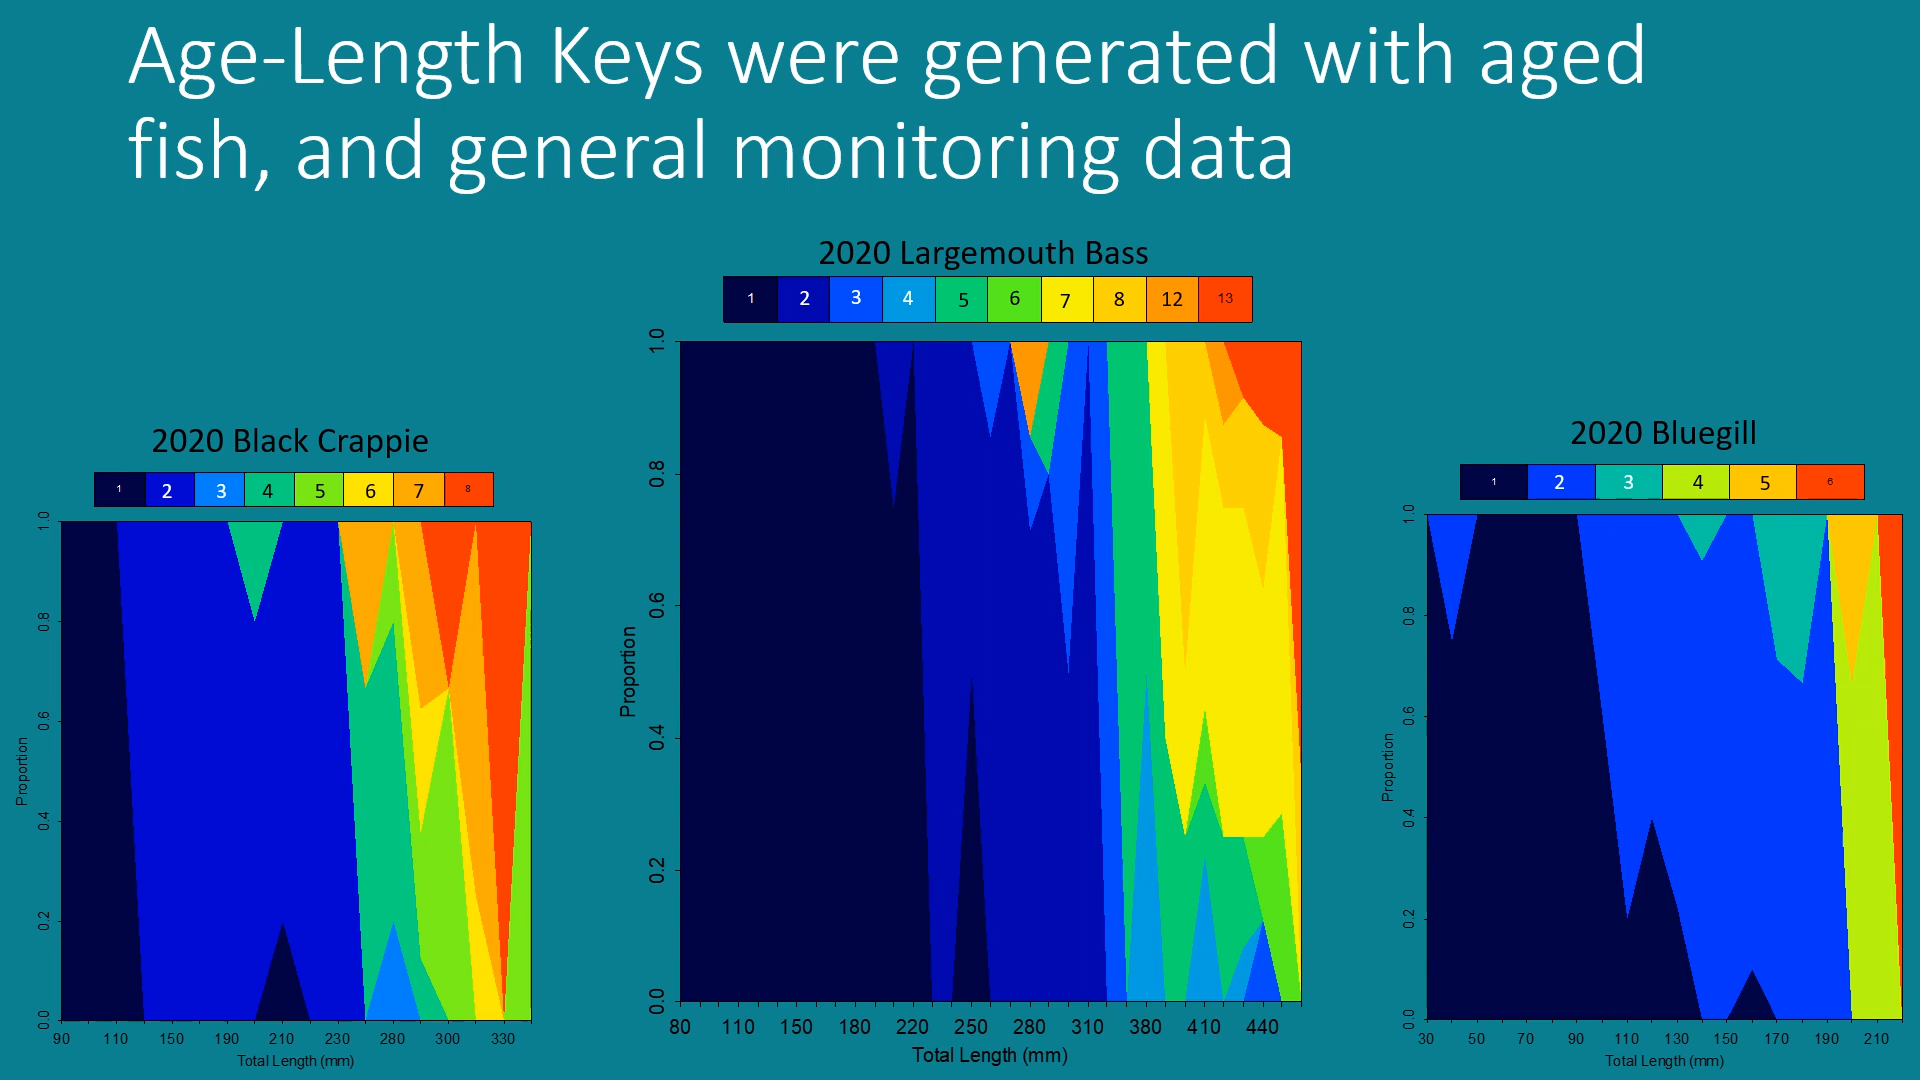 Age-Length Keys were generated with aged
fish, and general monitoring data
2020 Largemouth Bass
1 2 3 4 5 6 7 8 12 13
1.0
0.8
0.6
0.4
0.2
0.0
Proportion
80 110 150 180 220 250 280 310 380 410 440
Total Length (mm)
2020 Black Crappie
1 2 3 4 5 6 7 8
1.0
0.8
0.6
0.4
0.2
0.0
Proportion
90 110 150 190 210 230 280 300 330
Total Length (mm)
2020 Bluegill
1 2 3 4 5 6
1.0
0.8
0.6
0.4
0.2
0.0
Proportion
30 50 70 90 110 130 150 170 190 210
Total Length (mm)